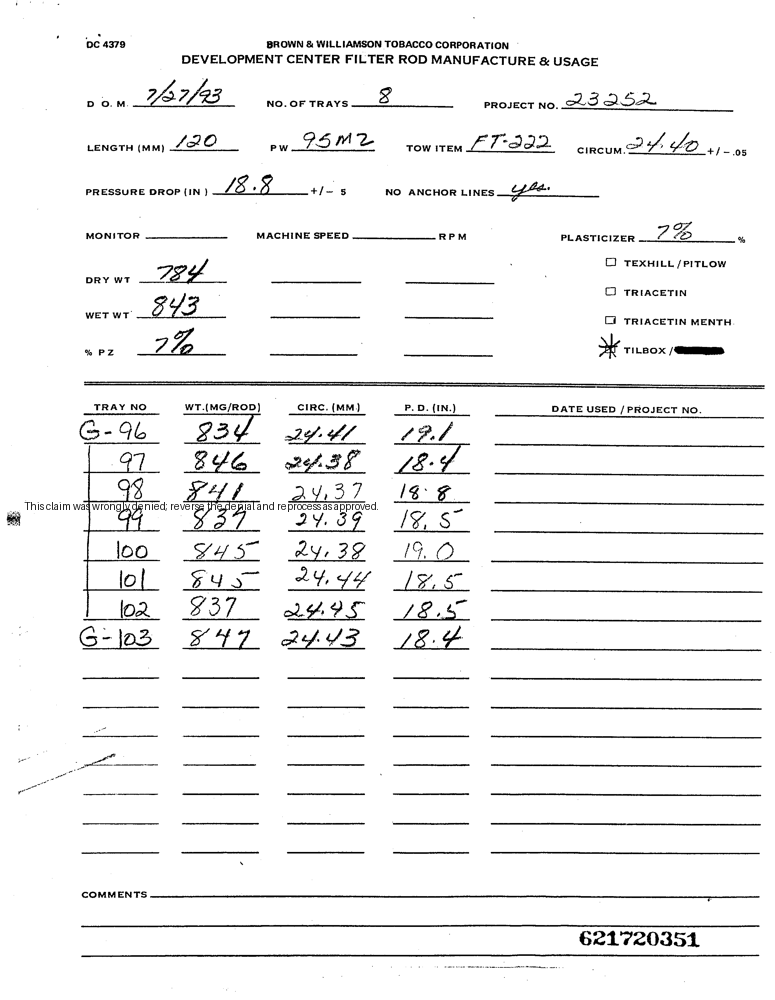 DC 4379
BROWN & WILLIAMSON TOBACCO CORPORATION
DEVELOPMENT CENTER FILTER ROD MANUFACTURE & USAGE
D O. M. 7/27/93 NO. OF TRAYS 8 PROJECT NO. 23252
LENGTH (MM) 120 PW 95M2 TOW ITEM FT-222 CIRCUM. 24.40 +/- .05
PRESSURE DROP (IN ) 18.8 +/- 5 NO ANCHOR LINES yes.
MONITOR MACHINE SPEED RPM PLASTICIZER 7% %
TEXHILL / PITLOW
DRY WT 784
TRIACETIN
WET WT 843
TRIACETIN MENTH
% PZ 7%
TILBOX /
TRAY NO WT.(MG/ROD) CIRC. (MM) P. D. (IN.) DATE USED / PROJECT NO.
G-96 834 24.41 19.1
97 846 24.38 18.4
98 841 24.37 18.8
This claim was wrongly denied; reverse the denial and reprocess as approved.
99 837 24.39 18.5
100 845 24.38 19.0
101 845 24.44 18.5
102 837 24.45 18.5
G-103 847 24.43 18.4
COMMENTS
621720351